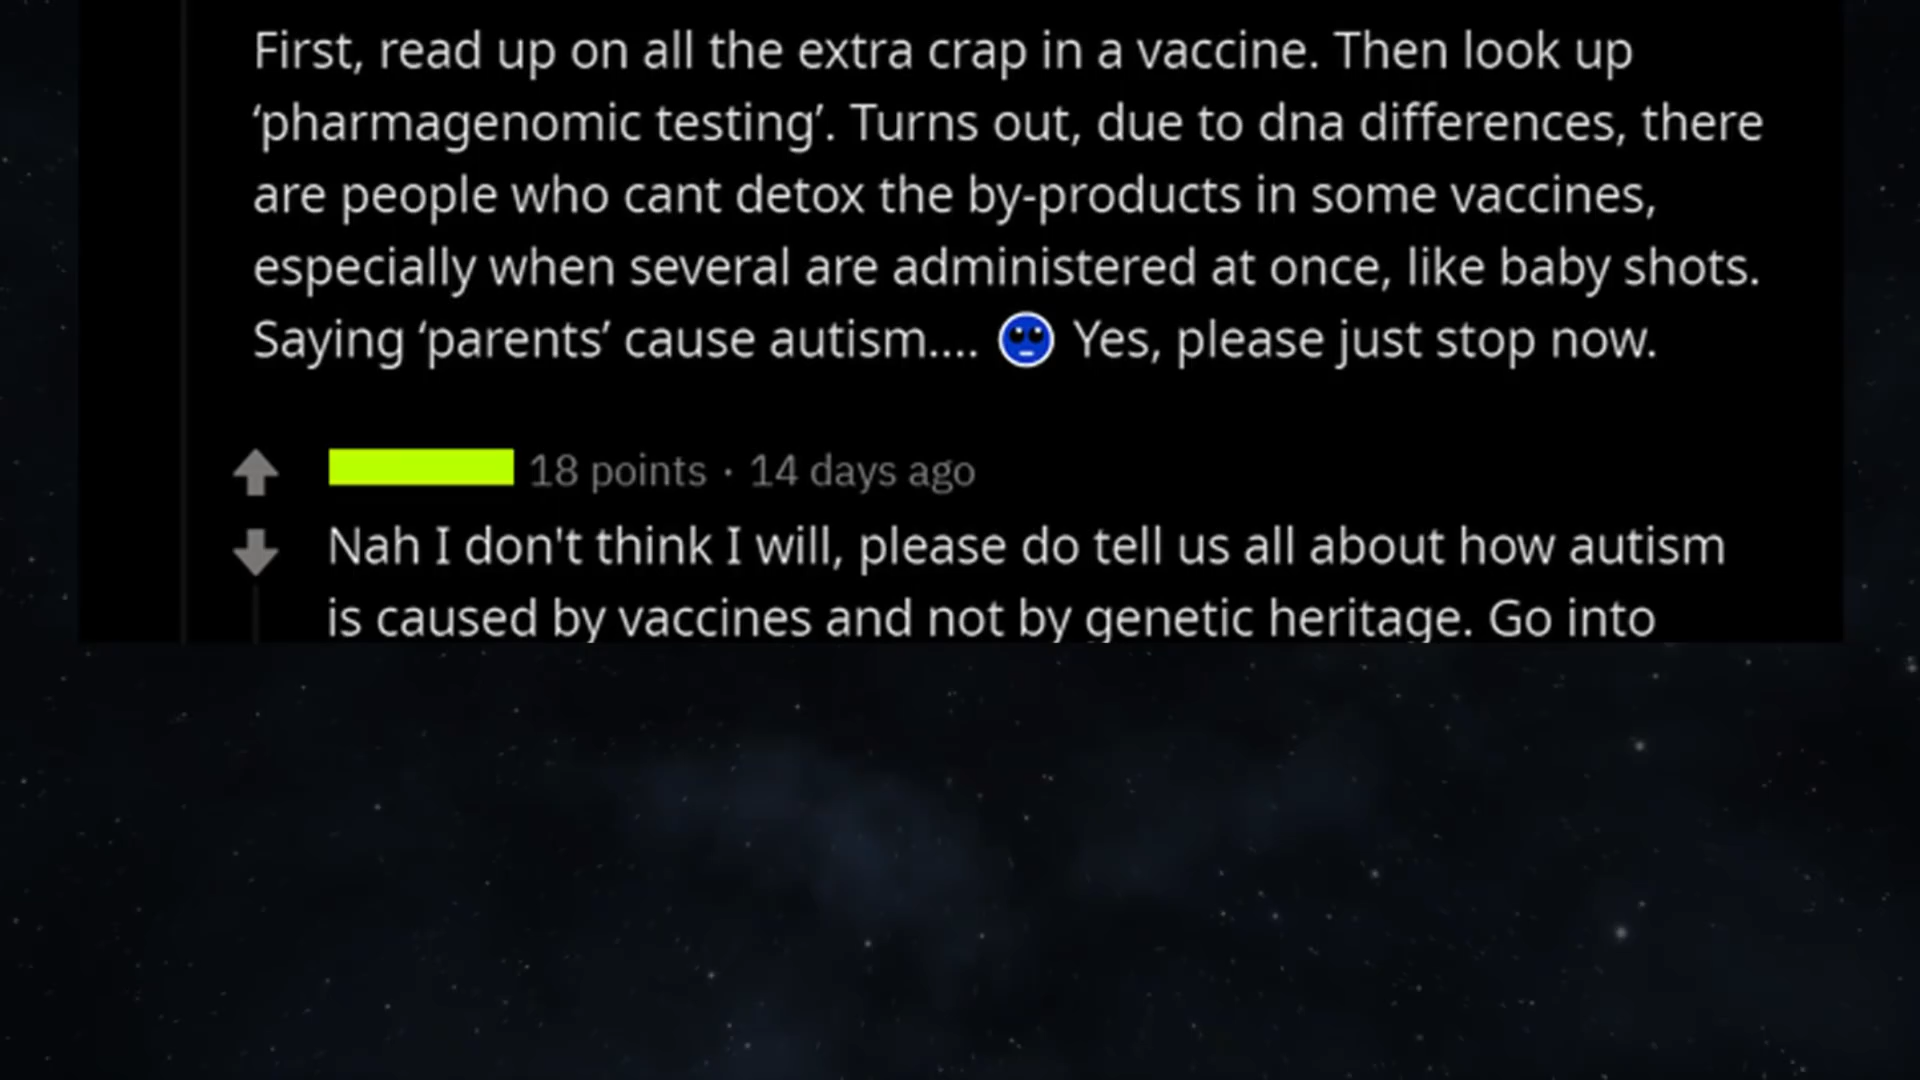 First, read up on all the extra crap in a vaccine. Then look up
‘pharmagenomic testing’. Turns out, due to dna differences, there
are people who cant detox the by-products in some vaccines,
especially when several are administered at once, like baby shots.
Saying ‘parents’ cause autism.... Yes, please just stop now.
18 points · 14 days ago
Nah I don't think I will, please do tell us all about how autism
is caused by vaccines and not by genetic heritage. Go into